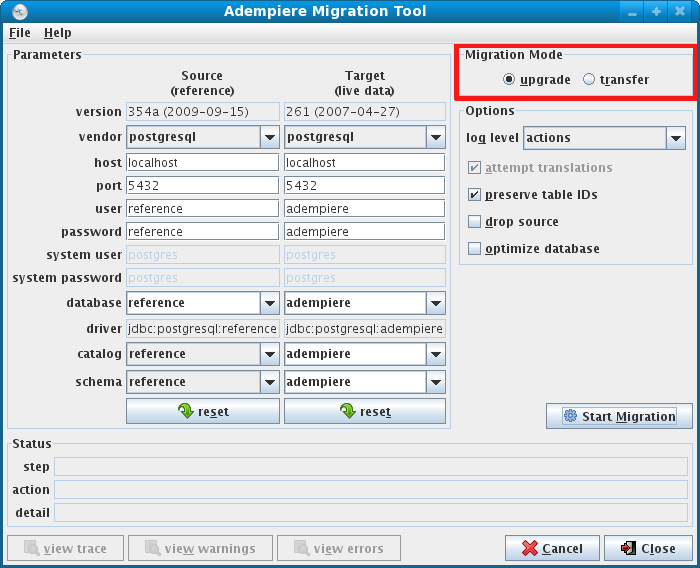 Adempiere Migration Tool
File Help
Parameters
Source
(reference)
Target
(live data)
version 354a (2009-09-15) 261 (2007-04-27)
vendor postgresql postgresql
host localhost localhost
port 5432 5432
user reference adempiere
password reference adempiere
system user postgres postgres
system password postgres postgres
database reference adempiere
driver jdbc:postgresql:reference jdbc:postgresql:adempiere
catalog reference adempiere
schema reference adempiere
reset reset
Migration Mode
upgrade transfer
Options
log level actions
attempt translations
preserve table IDs
drop source
optimize database
Start Migration
Status
step
action
detail
view trace view warnings view errors Cancel Close